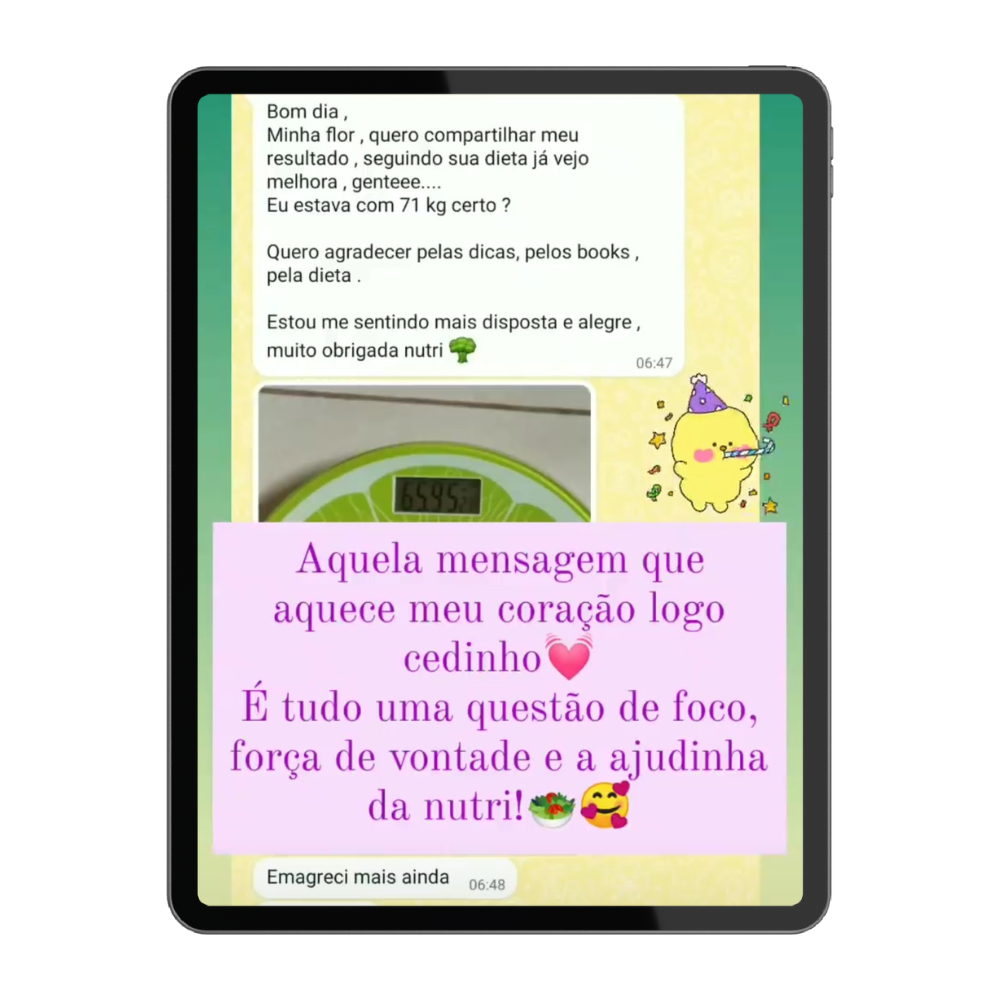 Bom dia ,
Minha flor , quero compartilhar meu
resultado , seguindo sua dieta já vejo
melhora , genteee....
Eu estava com 71 kg certo ?
Quero agradecer pelas dicas, pelos books ,
pela dieta .
Estou me sentindo mais disposta e alegre ,
muito obrigada nutri 🥦
06:47
65.95
Aquela mensagem que
aquece meu coração logo
cedinho💓
É tudo uma questão de foco,
força de vontade e a ajudinha
da nutri!🥗🥰
Emagreci mais ainda 06:48